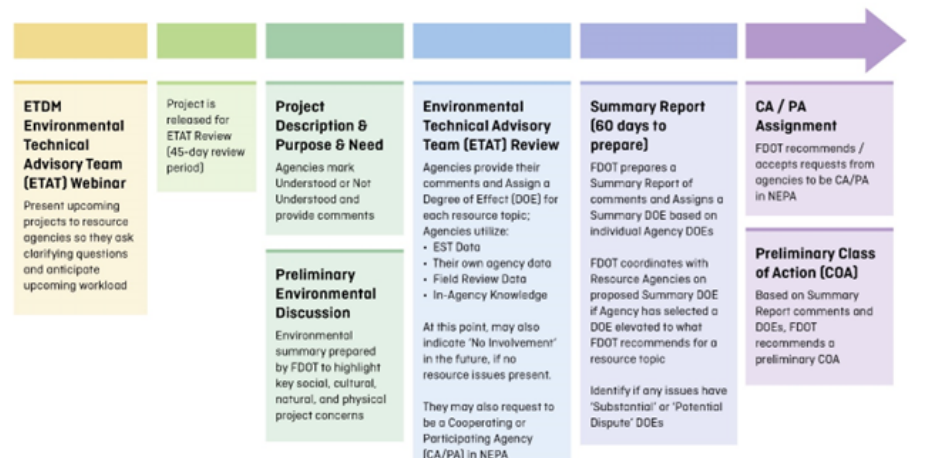 ETDM
Environmental
Technical
Advisory Team
(ETAT) Webinar
Present upcoming
projects to resource
agencies so they ask
clarifying questions
and anticipate
upcoming workload
Project is
released for
ETAT Review
(45-day review
period)
Project
Description &
Purpose & Need
Agencies mark
Understood or Not
Understood and
provide comments
Preliminary
Environmental
Discussion
Environmental
summary prepared
by FDOT to highlight
key social, cultural,
natural, and physical
project concerns
Environmental
Technical Advisory
Team (ETAT) Review
Agencies provide their
comments and Assign a
Degree of Effect (DOE) for
each resource topic;
Agencies utilize:
• EST Data
• Their own agency data
• Field Review Data
• In-Agency Knowledge
At this point, may also
indicate 'No Involvement'
in the future, if no
resource issues present.
They may also request to
be a Cooperating or
Participating Agency
(CA/PA) in NEPA
Summary Report
(60 days to
prepare)
FDOT prepares a
Summary Report of
comments and Assigns a
Summary DOE based on
individual Agency DOEs
FDOT coordinates with
Resource Agencies on
proposed Summary DOE
if Agency has selected a
DOE elevated to what
FDOT recommends for a
resource topic
Identify if any issues have
'Substantial' or 'Potential
Dispute' DOEs
CA / PA
Assignment
FDOT recommends /
accepts requests from
agencies to be CA/PA
in NEPA
Preliminary Class
of Action (COA)
Based on Summary
Report comments and
DOEs, FDOT
recommends a
preliminary COA